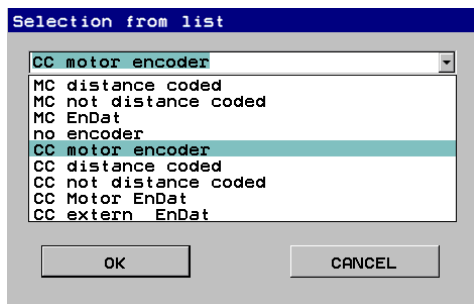 Selection from list
CC motor encoder
MC distance coded
MC not distance coded
MC EnDat
no encoder
CC motor encoder
CC distance coded
CC not distance coded
CC Motor EnDat
CC extern  EnDat
OK
CANCEL